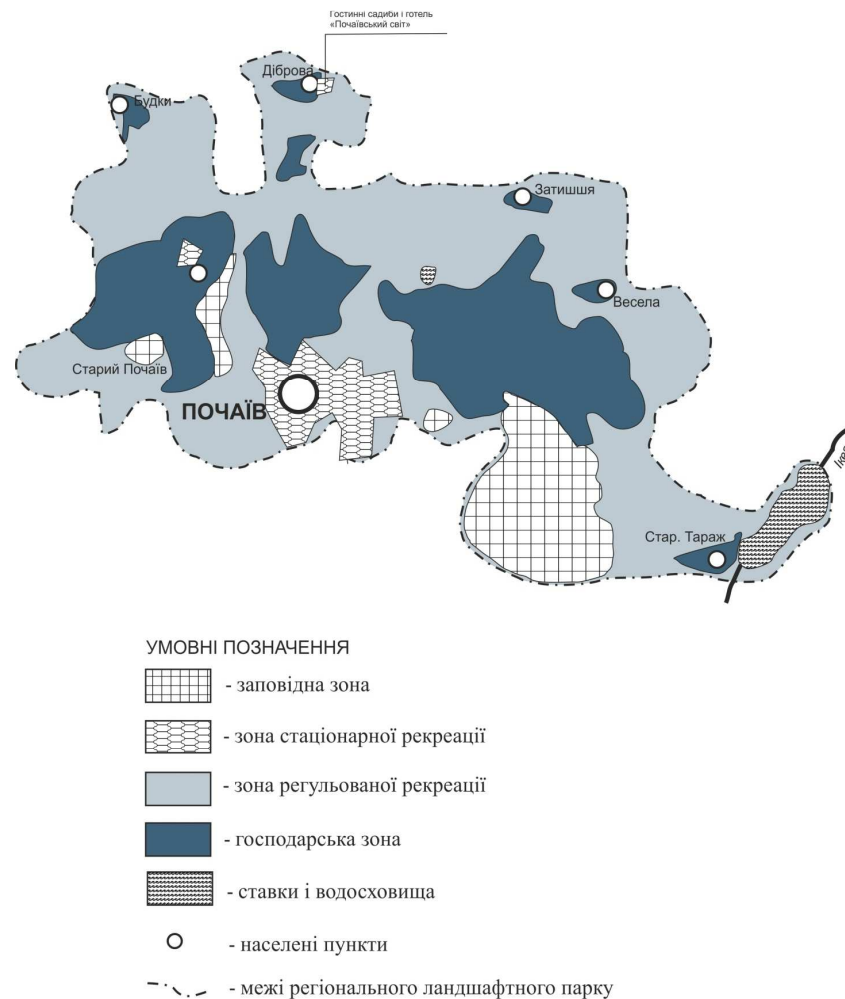 Гостинні садиби і готель
«Почаївський світ»
Діброва
Будки
Затишшя
Весела
Старий Почаїв
ПОЧАЇВ
Іква
Стар. Тараж
УМОВНІ ПОЗНАЧЕННЯ
- заповідна зона
- зона стаціонарної рекреації
- зона регульованої рекреації
- господарська зона
- ставки і водосховища
- населені пункти
- межі регіонального ландшафтного парку